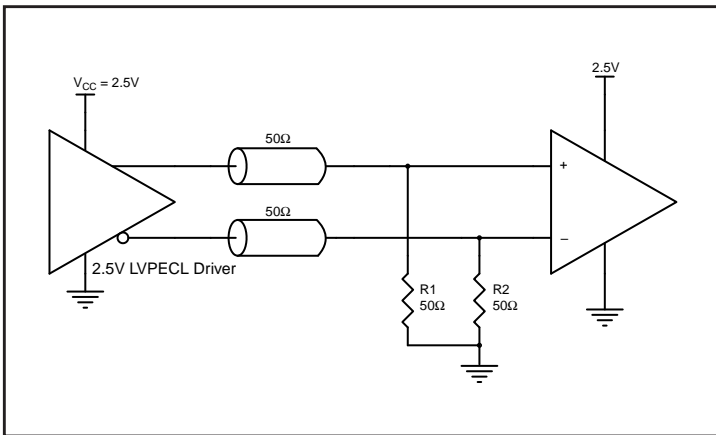 V_CC = 2.5V
2.5V
50Ω
50Ω
+
−
2.5V LVPECL Driver
R1
50Ω
R2
50Ω